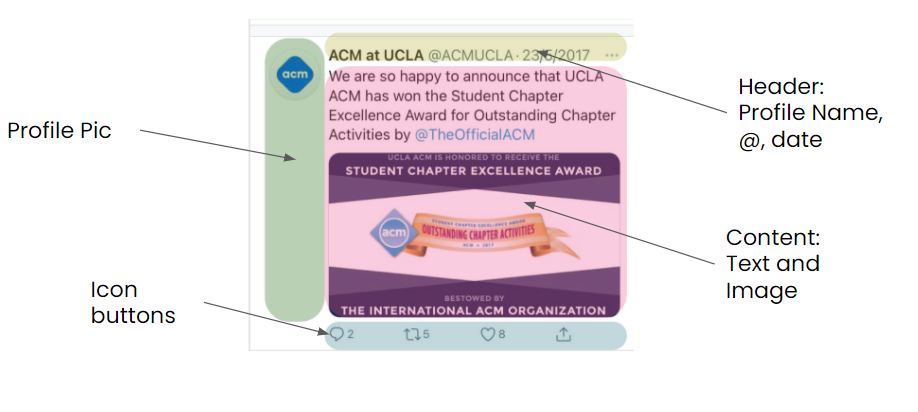 ACM at UCLA @ACMUCLA · 23/5/2017 ···
acm
We are so happy to announce that UCLA
ACM has won the Student Chapter
Excellence Award for Outstanding Chapter
Activities by @TheOfficialACM
UCLA ACM IS HONORED TO RECEIVE THE
STUDENT CHAPTER EXCELLENCE AWARD
STUDENT CHAPTER EXCELLENCE AWARD
acm
OUTSTANDING CHAPTER ACTIVITIES
ACM • 2017
BESTOWED BY
THE INTERNATIONAL ACM ORGANIZATION
2 5 8
Profile Pic
Icon
buttons
Header:
Profile Name,
@, date
Content:
Text and
Image